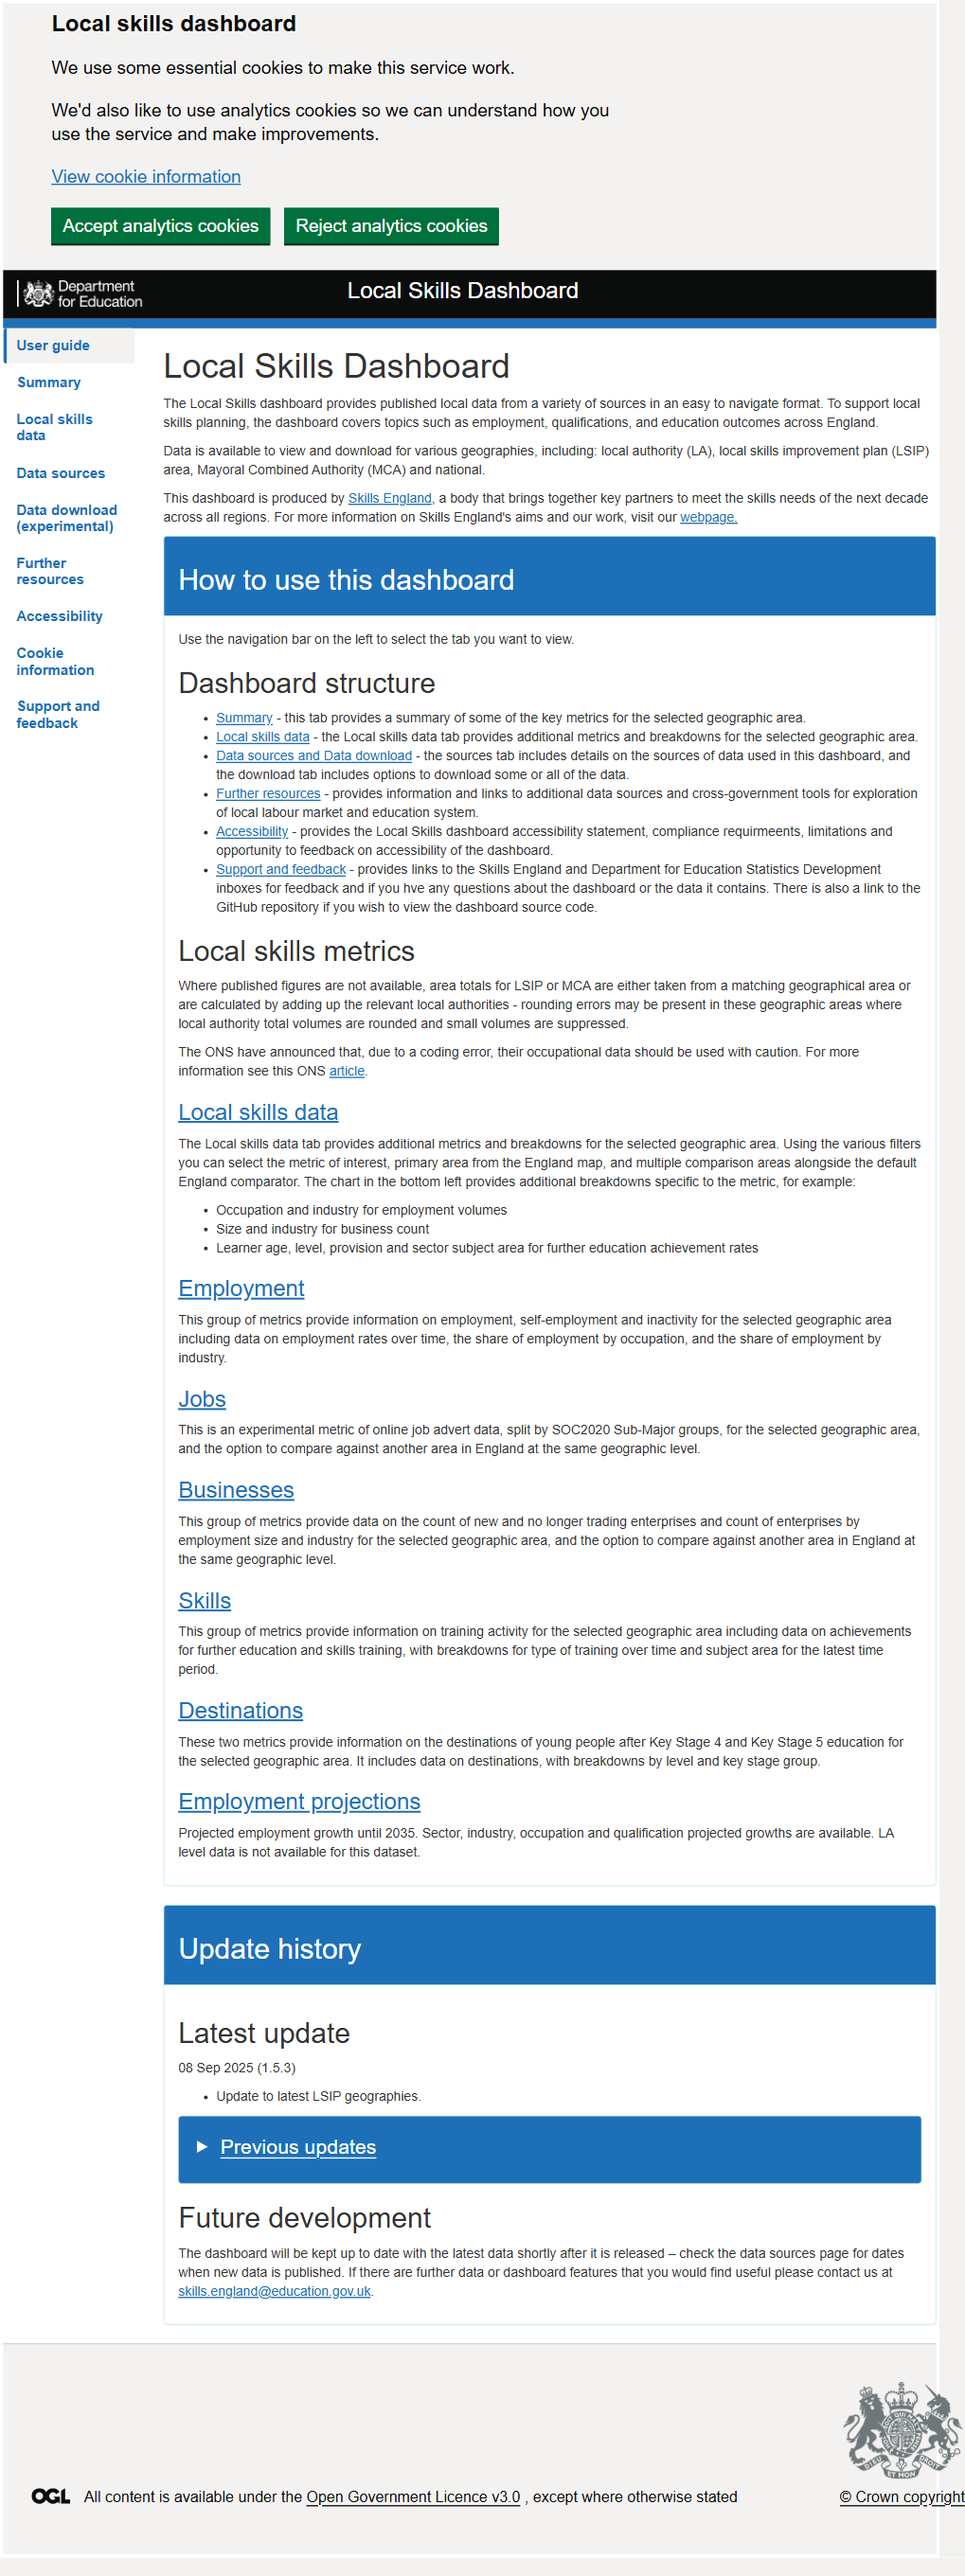 Local skills dashboard
We use some essential cookies to make this service work.
We'd also like to use analytics cookies so we can understand how you
use the service and make improvements.
View cookie information
Accept analytics cookies Reject analytics cookies
Department
for Education
Local Skills Dashboard
User guide
Summary
Local skills
data
Data sources
Data download
(experimental)
Further
resources
Accessibility
Cookie
information
Support and
feedback
Local Skills Dashboard
The Local Skills dashboard provides published local data from a variety of sources in an easy to navigate format. To support local
skills planning, the dashboard covers topics such as employment, qualifications, and education outcomes across England.
Data is available to view and download for various geographies, including: local authority (LA), local skills improvement plan (LSIP)
area, Mayoral Combined Authority (MCA) and national.
This dashboard is produced by Skills England, a body that brings together key partners to meet the skills needs of the next decade
across all regions. For more information on Skills England's aims and our work, visit our webpage.
How to use this dashboard
Use the navigation bar on the left to select the tab you want to view.
Dashboard structure
• Summary - this tab provides a summary of some of the key metrics for the selected geographic area.
• Local skills data - the Local skills data tab provides additional metrics and breakdowns for the selected geographic area.
• Data sources and Data download - the sources tab includes details on the sources of data used in this dashboard, and
the download tab includes options to download some or all of the data.
• Further resources - provides information and links to additional data sources and cross-government tools for exploration
of local labour market and education system.
• Accessibility - provides the Local Skills dashboard accessibility statement, compliance requirmeents, limitations and
opportunity to feedback on accessibility of the dashboard.
• Support and feedback - provides links to the Skills England and Department for Education Statistics Development
inboxes for feedback and if you hve any questions about the dashboard or the data it contains. There is also a link to the
GitHub repository if you wish to view the dashboard source code.
Local skills metrics
Where published figures are not available, area totals for LSIP or MCA are either taken from a matching geographical area or
are calculated by adding up the relevant local authorities - rounding errors may be present in these geographic areas where
local authority total volumes are rounded and small volumes are suppressed.
The ONS have announced that, due to a coding error, their occupational data should be used with caution. For more
information see this ONS article.
Local skills data
The Local skills data tab provides additional metrics and breakdowns for the selected geographic area. Using the various filters
you can select the metric of interest, primary area from the England map, and multiple comparison areas alongside the default
England comparator. The chart in the bottom left provides additional breakdowns specific to the metric, for example:
• Occupation and industry for employment volumes
• Size and industry for business count
• Learner age, level, provision and sector subject area for further education achievement rates
Employment
This group of metrics provide information on employment, self-employment and inactivity for the selected geographic area
including data on employment rates over time, the share of employment by occupation, and the share of employment by
industry.
Jobs
This is an experimental metric of online job advert data, split by SOC2020 Sub-Major groups, for the selected geographic area,
and the option to compare against another area in England at the same geographic level.
Businesses
This group of metrics provide data on the count of new and no longer trading enterprises and count of enterprises by
employment size and industry for the selected geographic area, and the option to compare against another area in England at
the same geographic level.
Skills
This group of metrics provide information on training activity for the selected geographic area including data on achievements
for further education and skills training, with breakdowns for type of training over time and subject area for the latest time
period.
Destinations
These two metrics provide information on the destinations of young people after Key Stage 4 and Key Stage 5 education for
the selected geographic area. It includes data on destinations, with breakdowns by level and key stage group.
Employment projections
Projected employment growth until 2035. Sector, industry, occupation and qualification projected growths are available. LA
level data is not available for this dataset.
Update history
Latest update
08 Sep 2025 (1.5.3)
• Update to latest LSIP geographies.
Previous updates
Future development
The dashboard will be kept up to date with the latest data shortly after it is released – check the data sources page for dates
when new data is published. If there are further data or dashboard features that you would find useful please contact us at
skills.england@education.gov.uk.
DIEU ET MON DROIT
OGL All content is available under the Open Government Licence v3.0 , except where otherwise stated
© Crown copyright